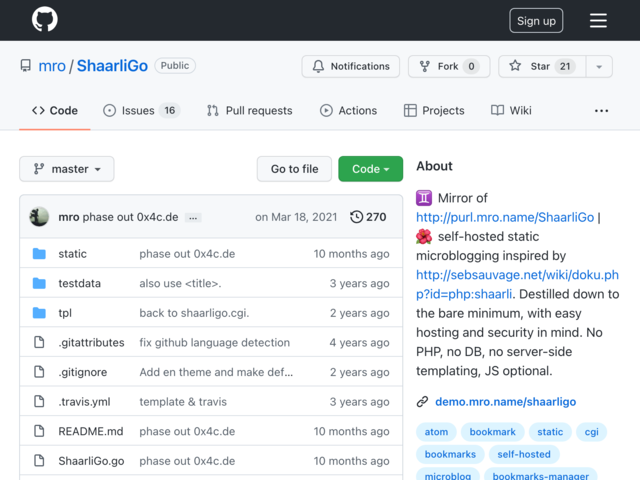 Sign up
mro / ShaarliGo Public
Notifications Fork 0 Star 21
Code Issues 16 Pull requests Actions Projects Wiki ...
master Go to file Code
mro phase out 0x4c.de ... on Mar 18, 2021 270
static phase out 0x4c.de 10 months ago
testdata also use <title>. 3 years ago
tpl back to shaarligo.cgi. 2 years ago
.gitattributes fix github language detection 4 years ago
.gitignore Add en theme and make def... 2 years ago
.travis.yml template & travis 3 years ago
README.md phase out 0x4c.de 10 months ago
ShaarliGo.go phase out 0x4c.de 10 months ago
About
♊ Mirror of
http://purl.mro.name/ShaarliGo |
🌺 self-hosted static
microblogging inspired by
http://sebsauvage.net/wiki/doku.ph
p?id=php:shaarli. Destilled down to
the bare minimum, with easy
hosting and security in mind. No
PHP, no DB, no server-side
templating, JS optional.
demo.mro.name/shaarligo
atom bookmark static cgi
bookmarks self-hosted
microblog bookmarks-manager